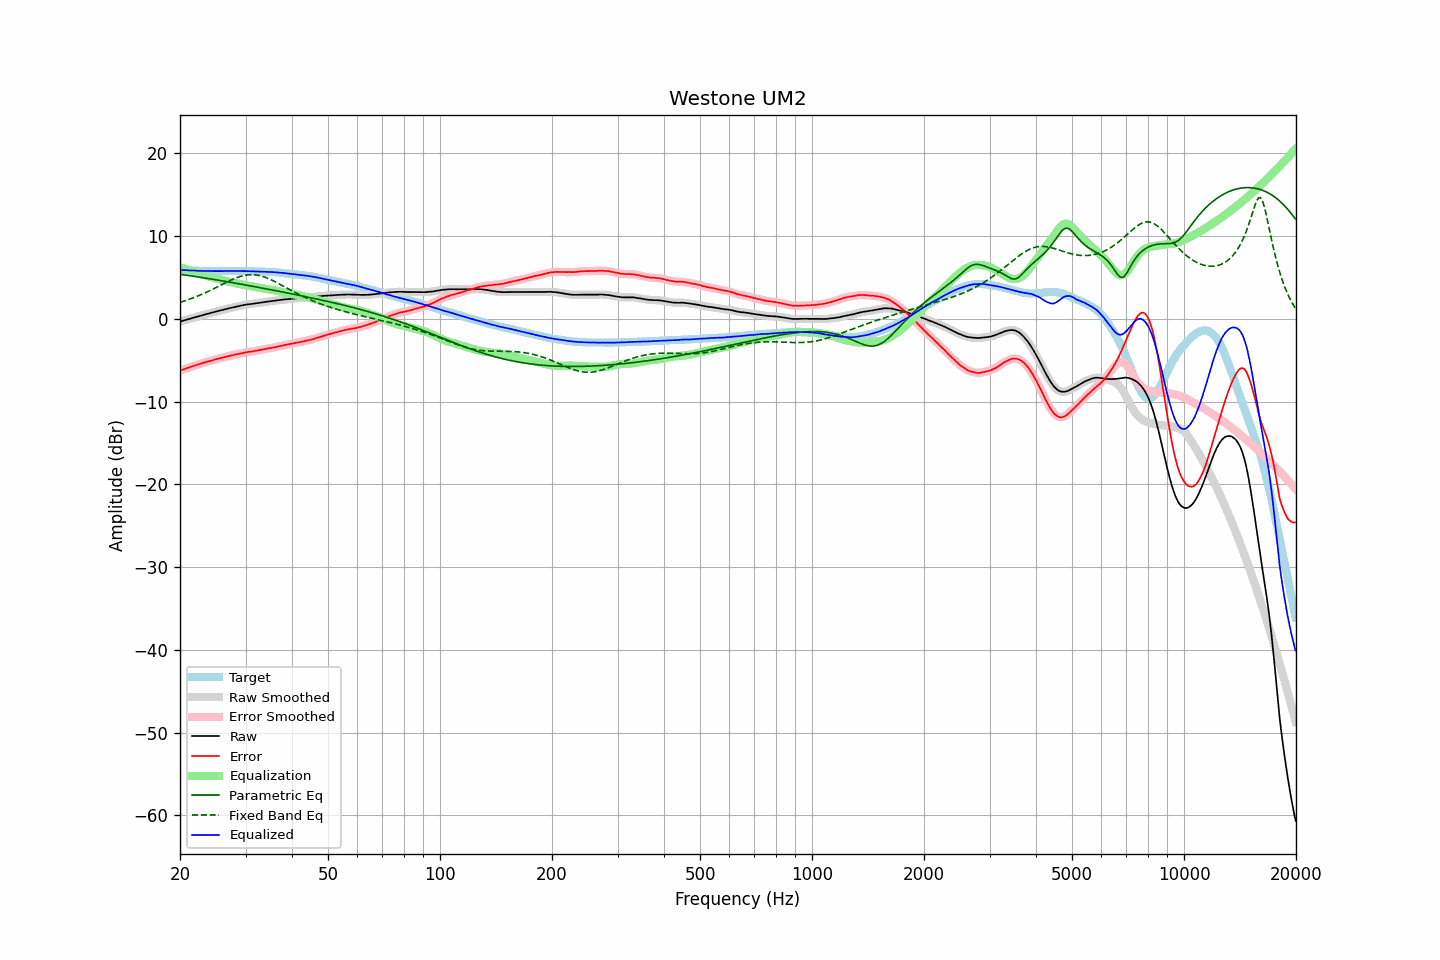 Westone UM2
20
10
0
−10
−20
−30
−40
−50
−60
Amplitude (dBr)
Target
Raw Smoothed
Error Smoothed
Raw
Error
Equalization
Parametric Eq
Fixed Band Eq
Equalized
20 50 100 200 500 1000 2000 5000 10000 20000
Frequency (Hz)